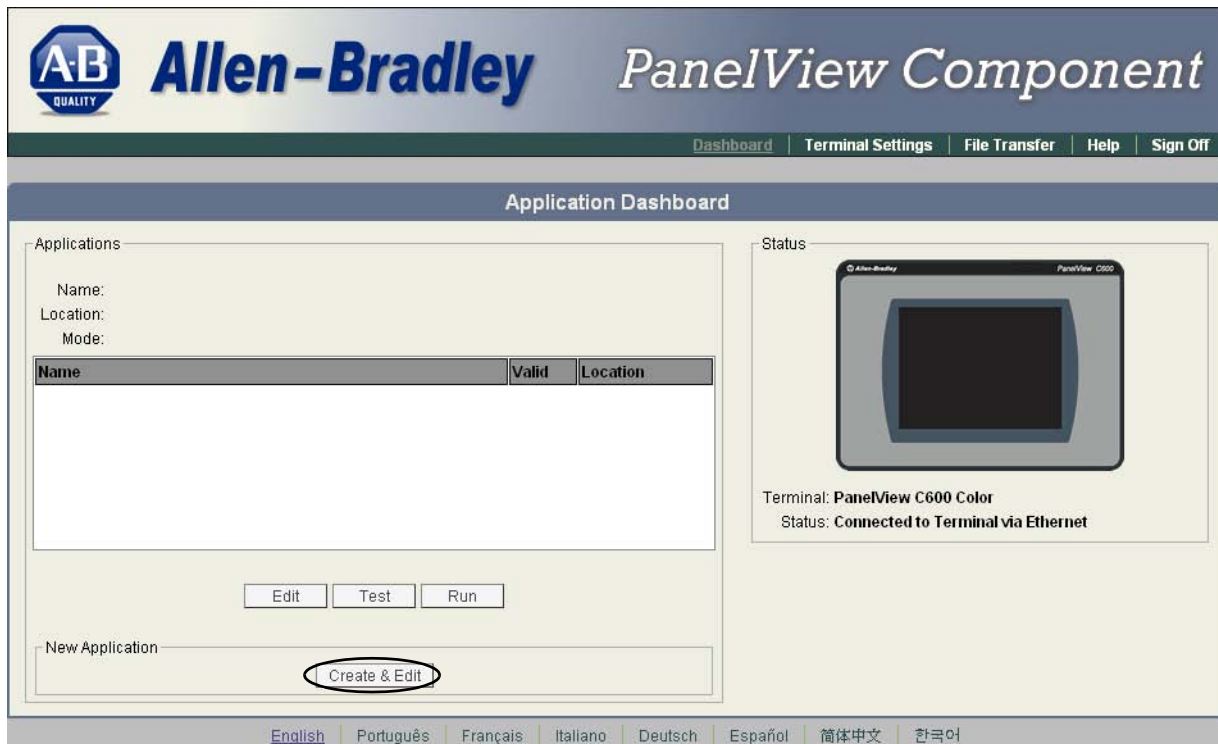 A·B QUALITY Allen-Bradley PanelView Component
Dashboard Terminal Settings File Transfer Help Sign Off
Application Dashboard
Applications
Name:
Location:
Mode:
Name Valid Location
Edit Test Run
New Application
Create & Edit
Status
Allen-Bradley PanelView C600
Terminal: PanelView C600 Color
Status: Connected to Terminal via Ethernet
English Português Français Italiano Deutsch Español 简体中文 한국어